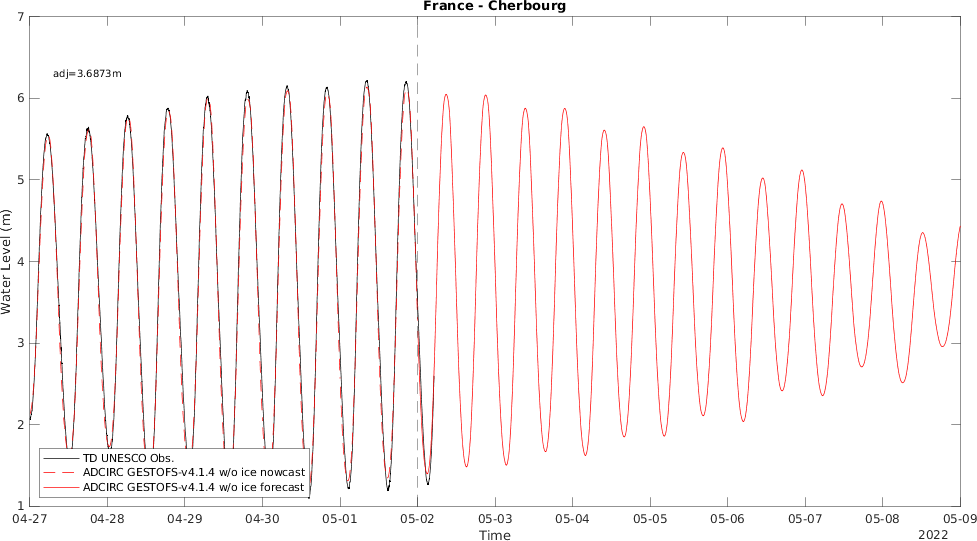 France - Cherbourg
7
adj=3.6873m
6
5
4
3
2
1
Water Level (m)
TD UNESCO Obs.
ADCIRC GESTOFS-v4.1.4 w/o ice nowcast
ADCIRC GESTOFS-v4.1.4 w/o ice forecast
04-27 04-28 04-29 04-30 05-01 05-02 05-03 05-04 05-05 05-06 05-07 05-08 05-09
Time
2022